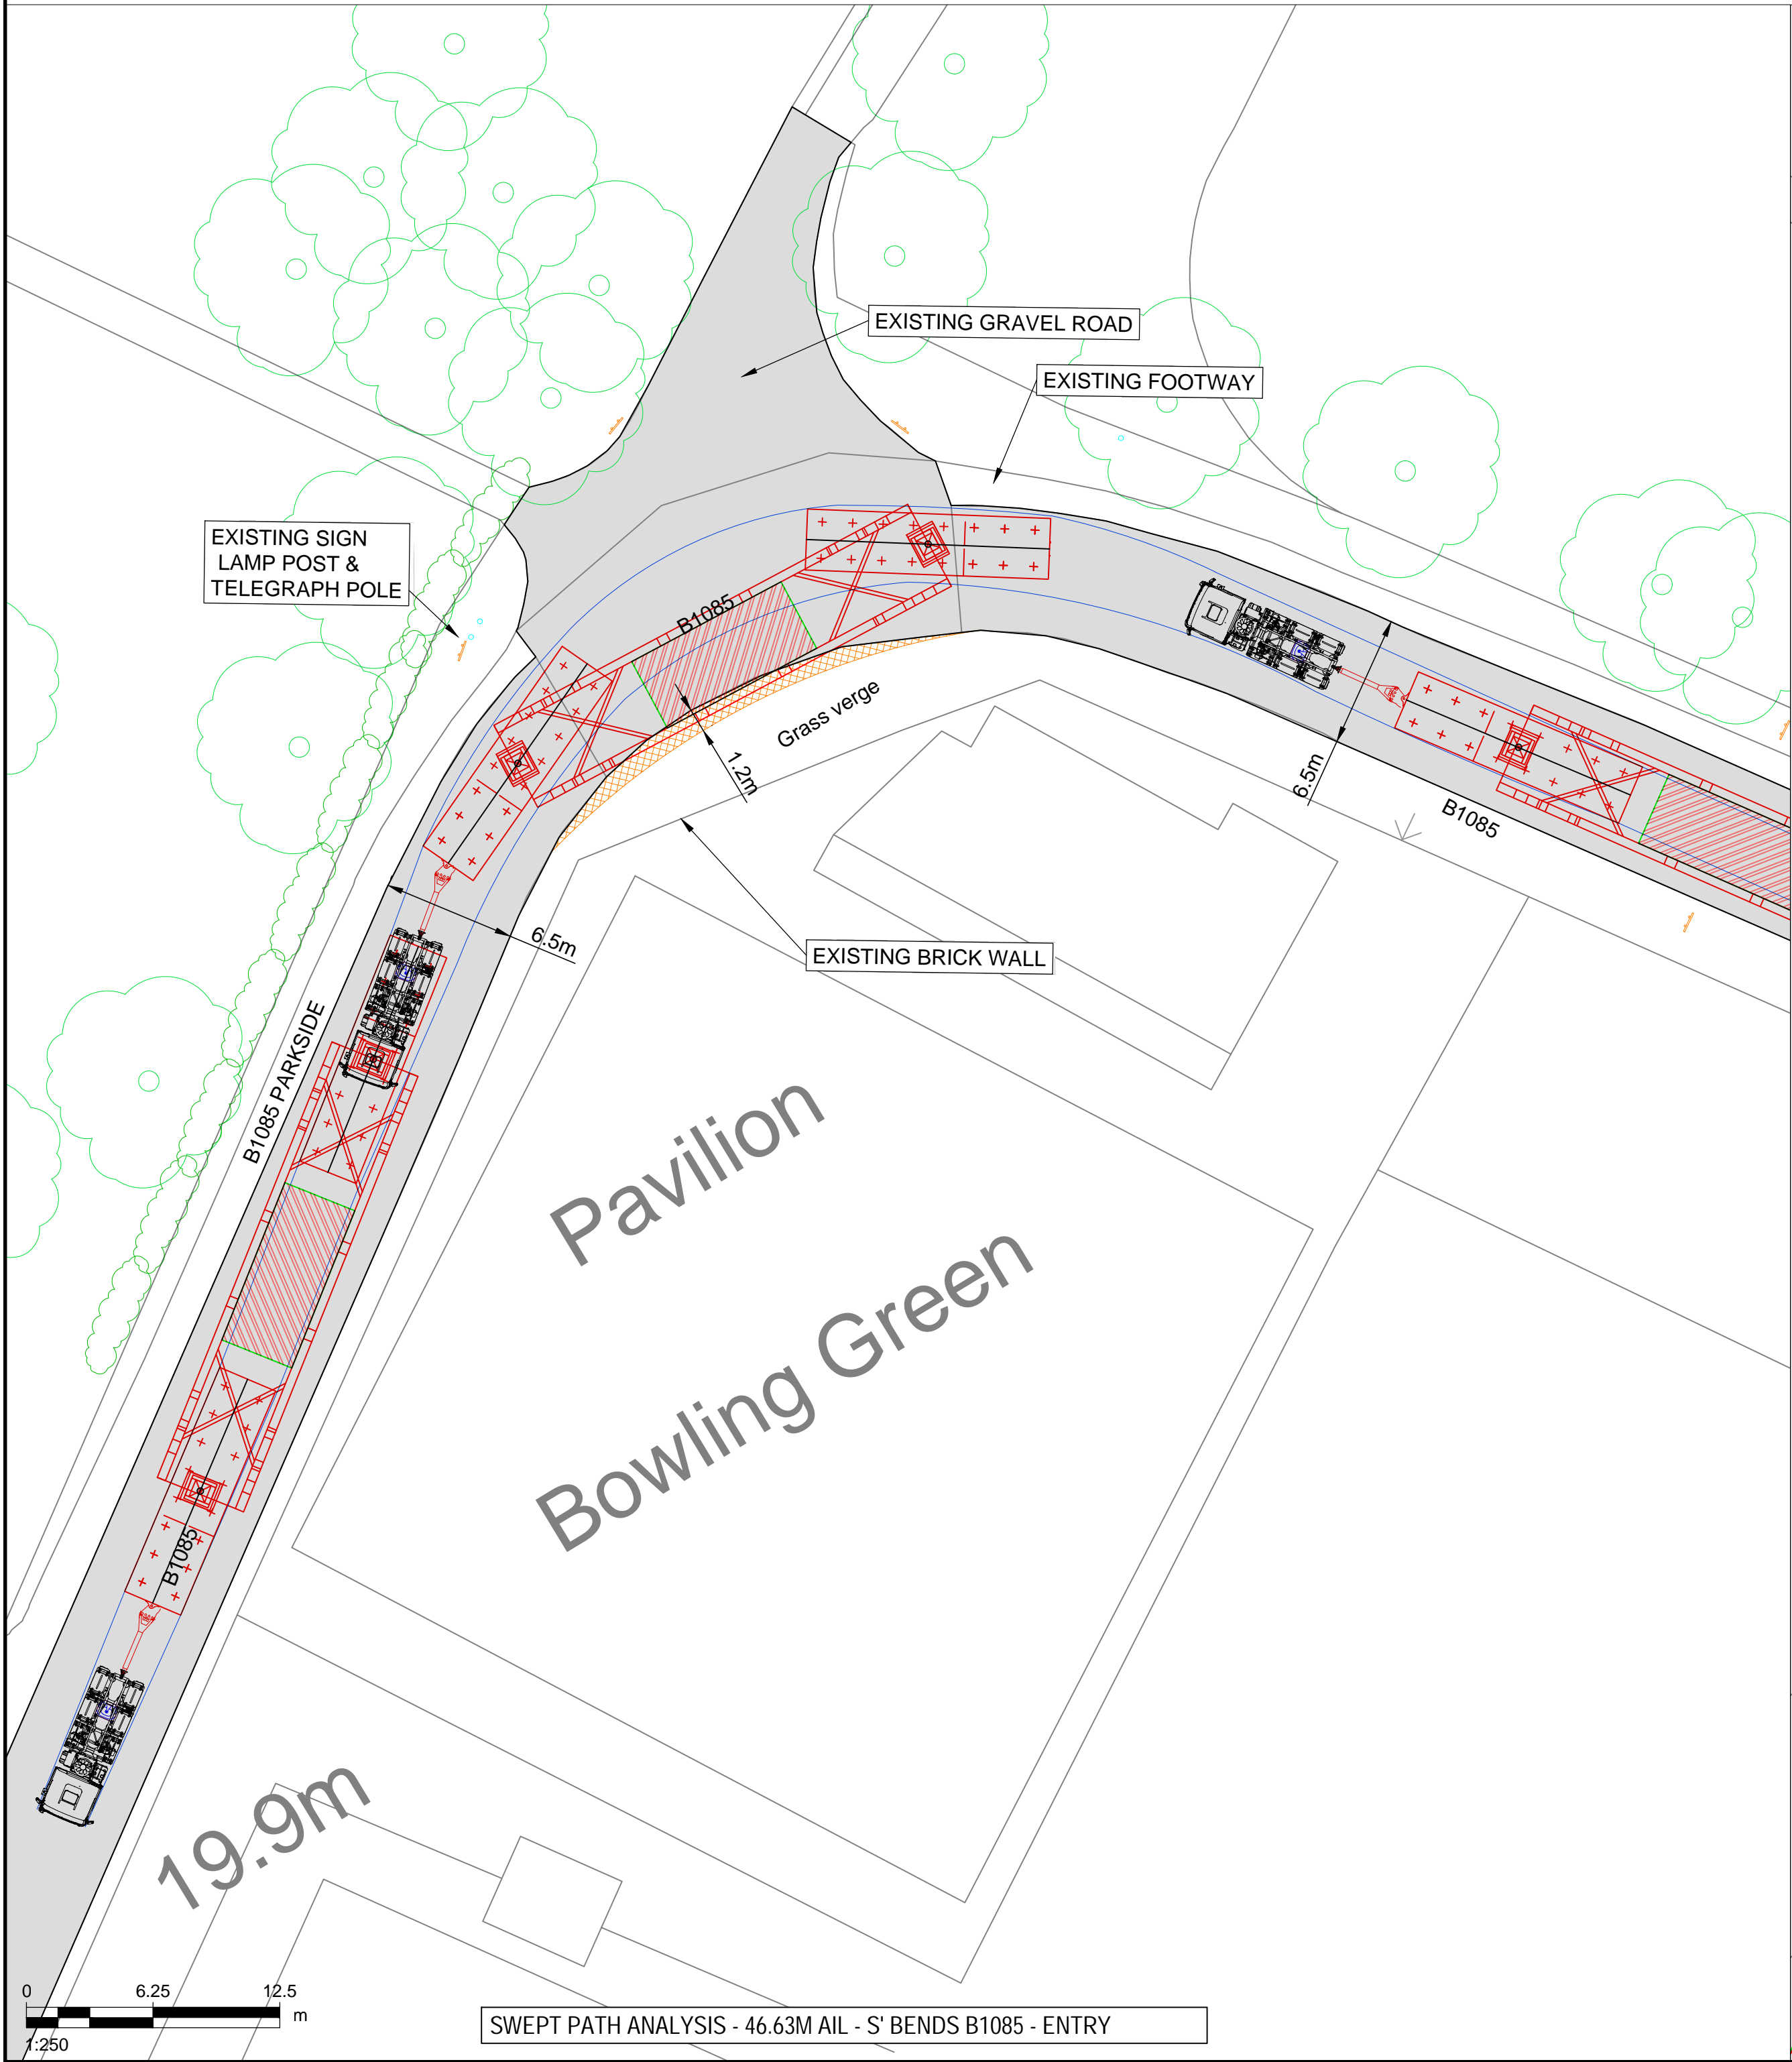 EXISTING GRAVEL ROAD
EXISTING FOOTWAY
EXISTING SIGN
LAMP POST &
TELEGRAPH POLE
B1085
Grass verge
1.2m
6.5m
B1085
6.5m
EXISTING BRICK WALL
B1085 PARKSIDE
Pavilion
Bowling Green
B1085
19.9m
0 6.25 12.5
m
1:250
SWEPT PATH ANALYSIS - 46.63M AIL - S' BENDS B1085 - ENTRY